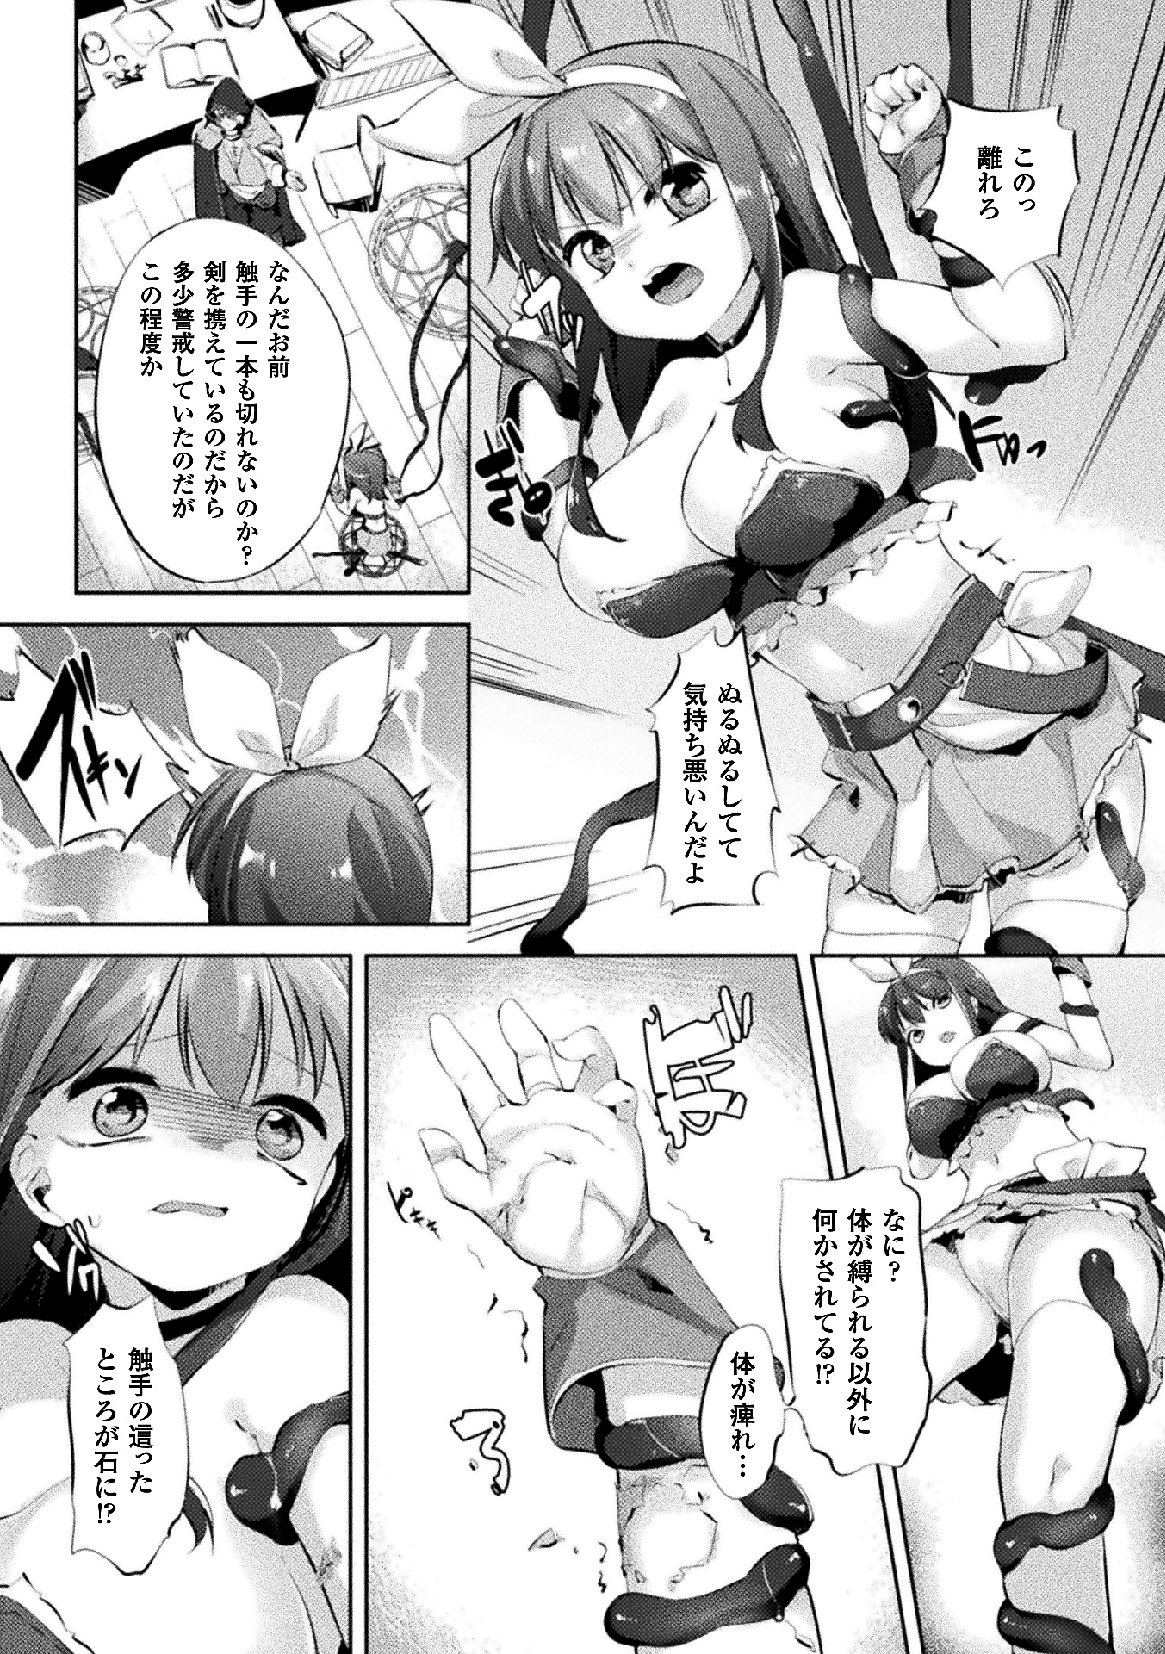 このっ
離れろ
ぬるぬるしてて
気持ち悪いんだよ
なんだお前
触手の一本も切れないのか？
剣を携えているのだから
多少警戒していたのだが
この程度か
なに？
体が縛られる以外に
何かされてる!?
体が痺れ…
触手の這った
ところが石に!?